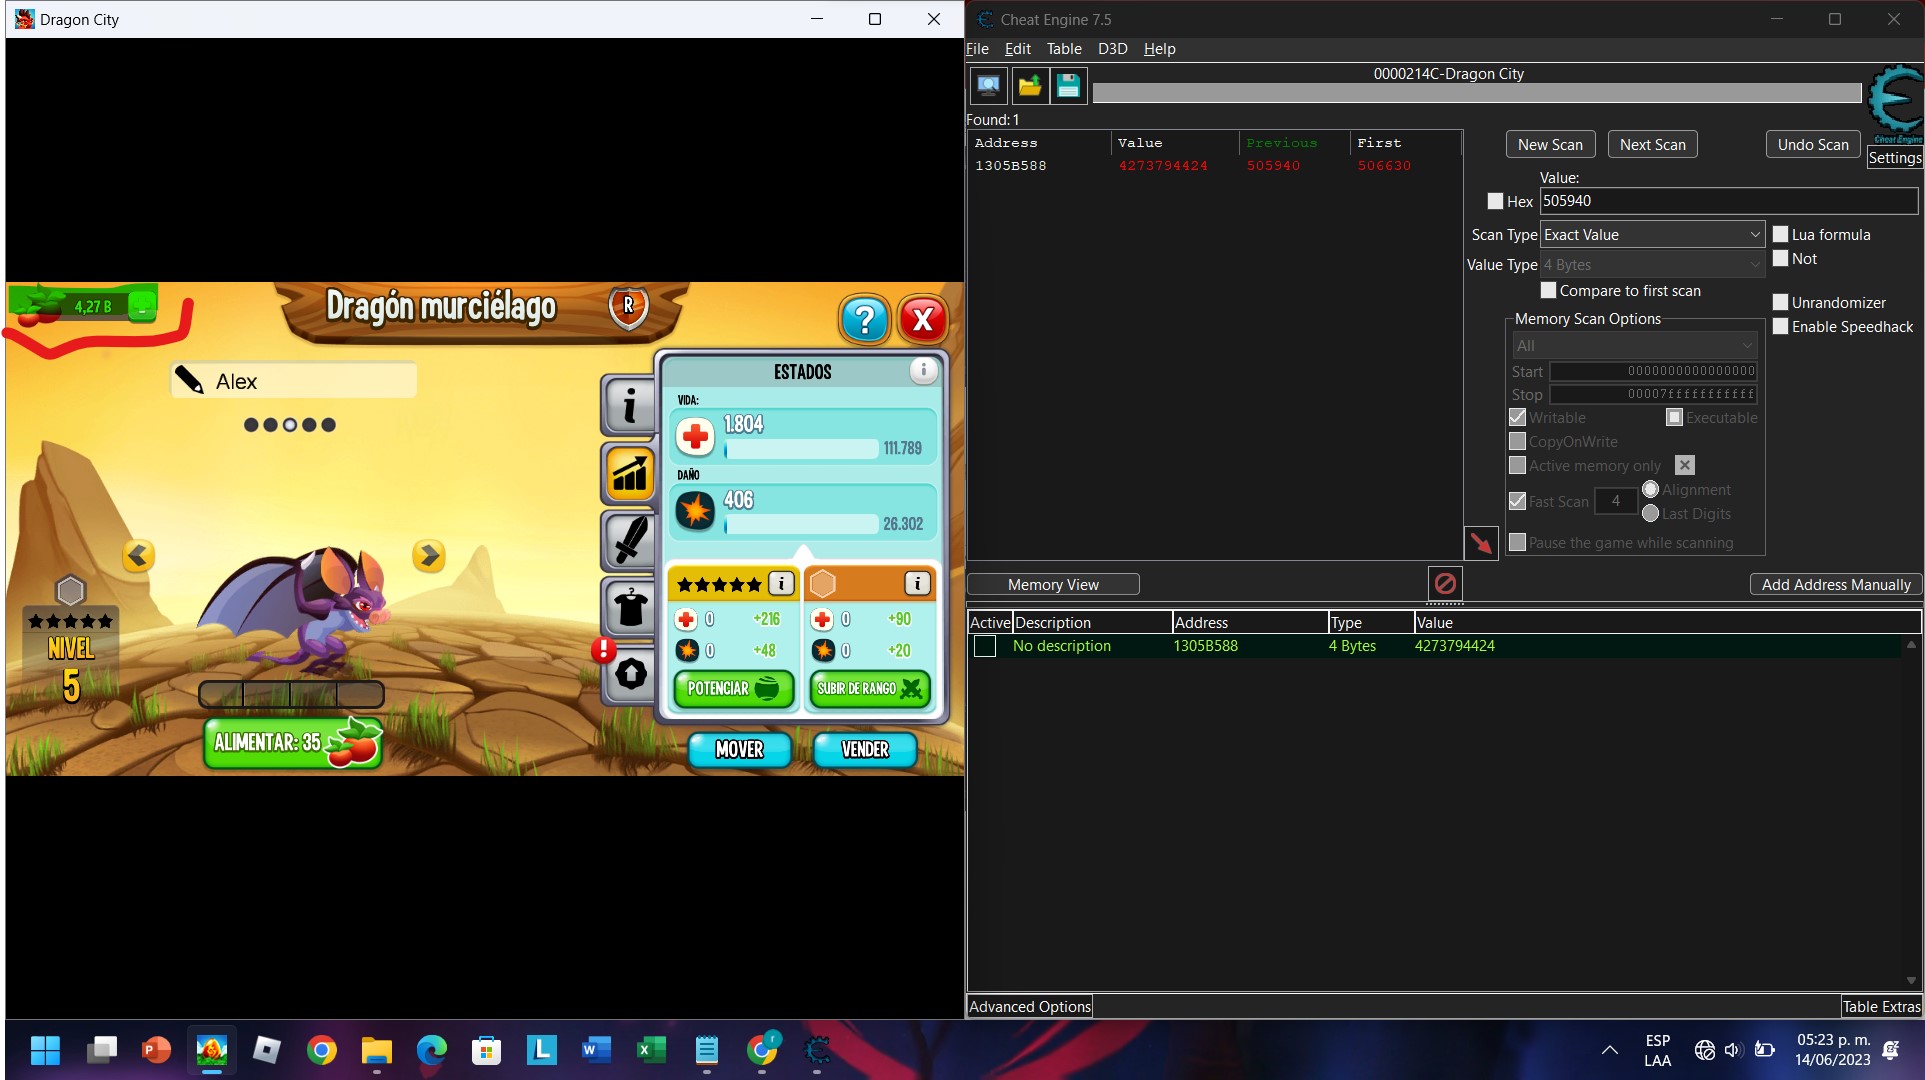 Dragon City
4,27 B
Dragón murciélago
R
?
X
Alex
ESTADOS
i
VIDA:
1.804
111.789
DAÑO
406
26.302
i
i
i
0 +216
0 +48
POTENCIAR
0 +90
0 +20
SUBIR DE RANGO
!
NIVEL
5
ALIMENTAR: 35
MOVER
VENDER
Cheat Engine 7.5
File Edit Table D3D Help
0000214C-Dragon City
Cheat Engine
Settings
Found: 1
Address Value Previous First
1305B588 4273794424 505940 506630
New Scan Next Scan Undo Scan
Value:
Hex 505940
Scan Type Exact Value
Lua formula
Value Type 4 Bytes
Not
Compare to first scan
Unrandomizer
Enable Speedhack
Memory Scan Options
All
Start 0000000000000000
Stop 00007fffffffffff
Writable Executable
CopyOnWrite
Active memory only
Fast Scan 4 Alignment
Last Digits
Pause the game while scanning
Memory View
Add Address Manually
Active Description Address Type Value
No description 1305B588 4 Bytes 4273794424
Advanced Options
Table Extras
ESP
LAA
05:23 p. m.
14/06/2023